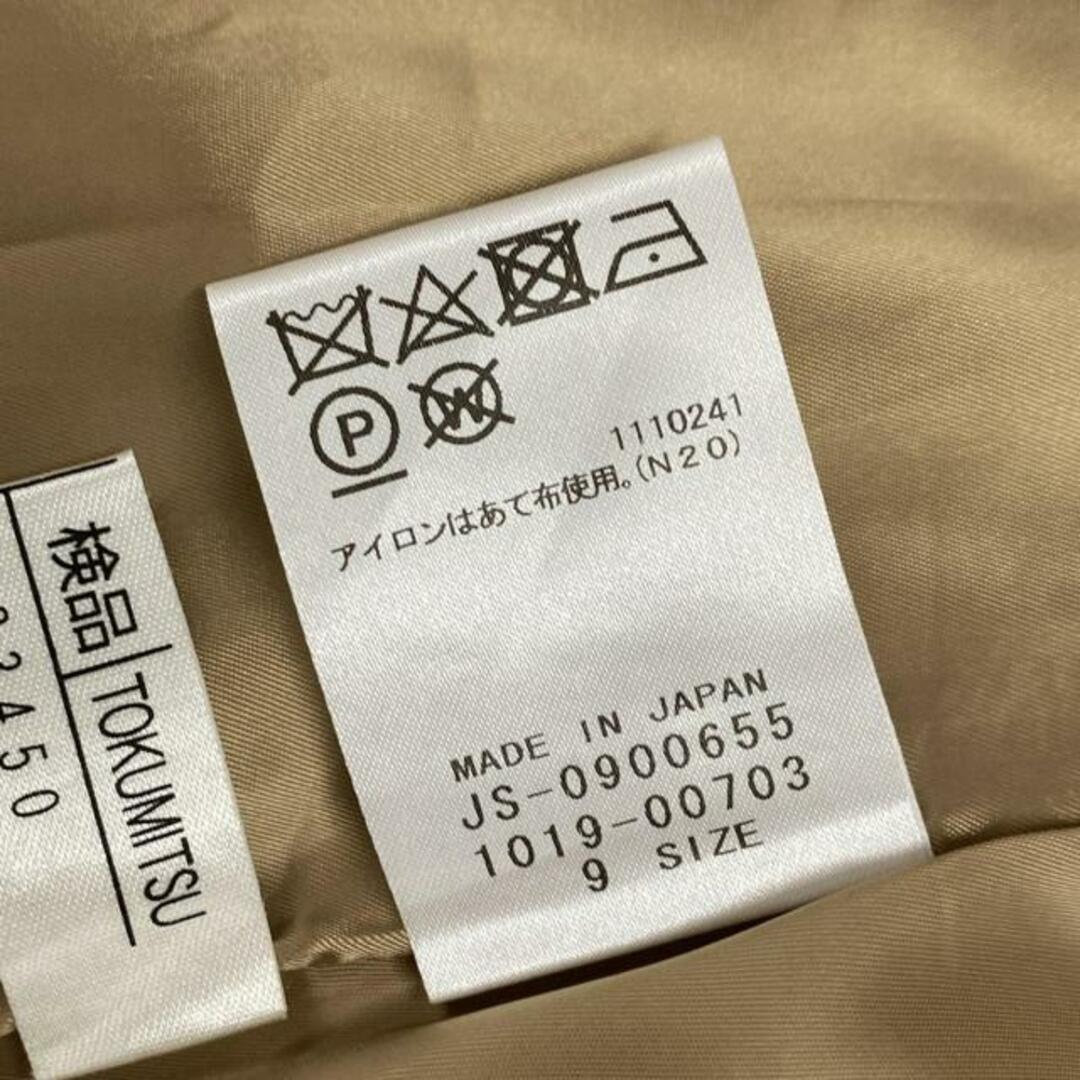 P W
1110241
アイロンはあて布使用。(N20)
MADE IN JAPAN
JS-0900655
1019-00703
9 SIZE
検品 TOKUMITSU
2450